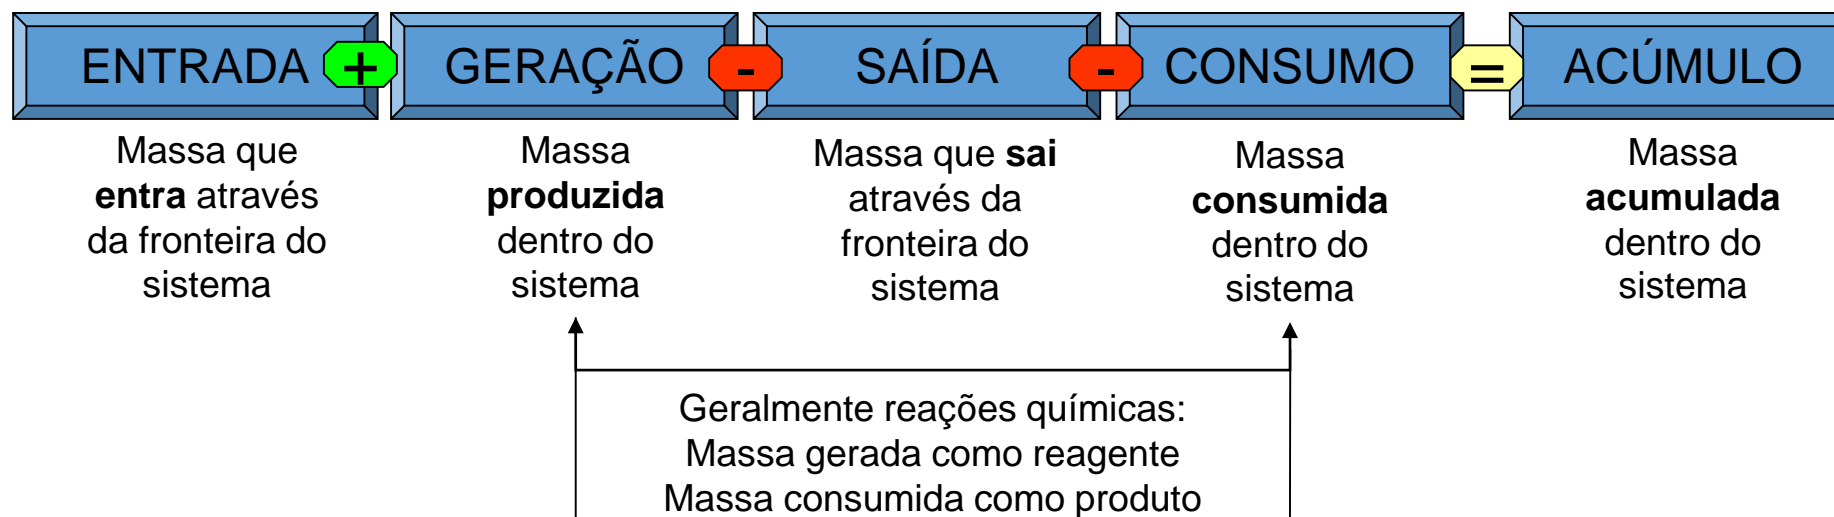 ENTRADA + GERAÇÃO - SAÍDA - CONSUMO = ACÚMULO
Massa que
entra através
da fronteira do
sistema
Massa
produzida
dentro do
sistema
Massa que sai
através da
fronteira do
sistema
Massa
consumida
dentro do
sistema
Massa
acumulada
dentro do
sistema
Geralmente reações químicas:
Massa gerada como reagente
Massa consumida como produto